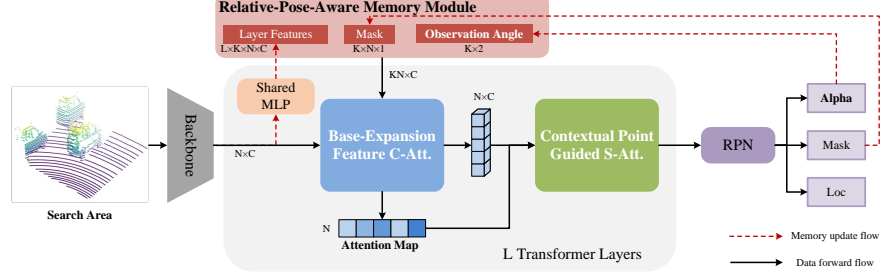 Relative-Pose-Aware Memory Module
Layer Features
Mask
Observation Angle
L×K×N×C
K×N×1
K×2
KN×C
Shared
MLP
N×C
Backbone
Base-Expansion
Feature C-Att.
Contextual Point
Guided S-Att.
RPN
Alpha
Mask
Loc
N×C
Search Area
N
Attention Map
L Transformer Layers
Memory update flow
Data forward flow